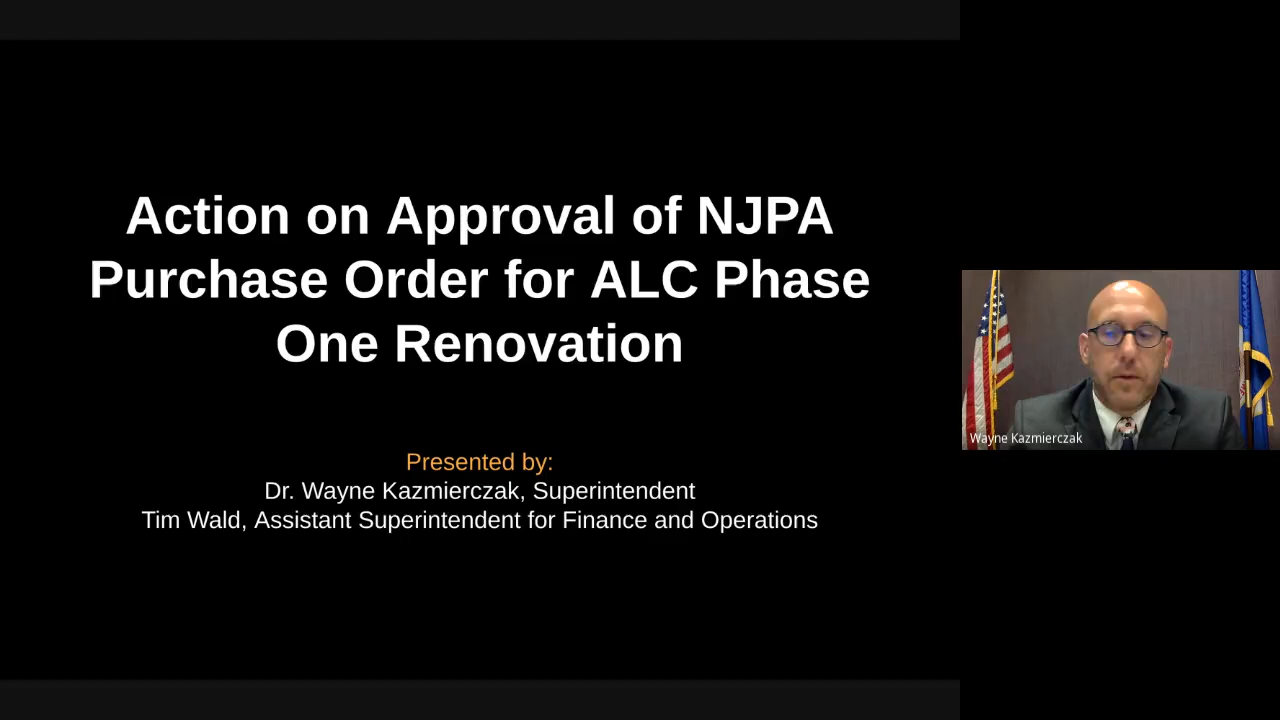 Action on Approval of NJPA
Purchase Order for ALC Phase
One Renovation
Presented by:
Dr. Wayne Kazmierczak, Superintendent
Tim Wald, Assistant Superintendent for Finance and Operations
Wayne Kazmierczak